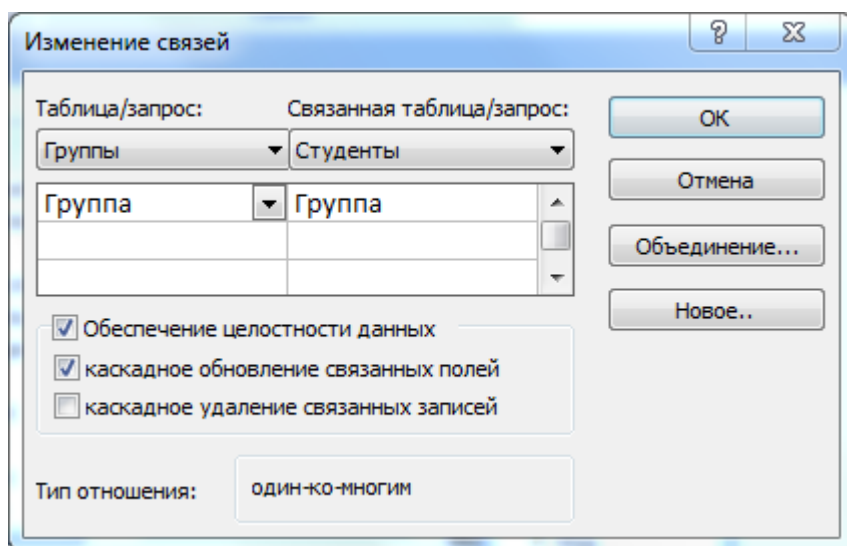 Изменение связей
Таблица/запрос: Связанная таблица/запрос:
Группы Студенты
Группа Группа
Обеспечение целостности данных
каскадное обновление связанных полей
каскадное удаление связанных записей
Тип отношения: один-ко-многим
ОК
Отмена
Объединение...
Новое..